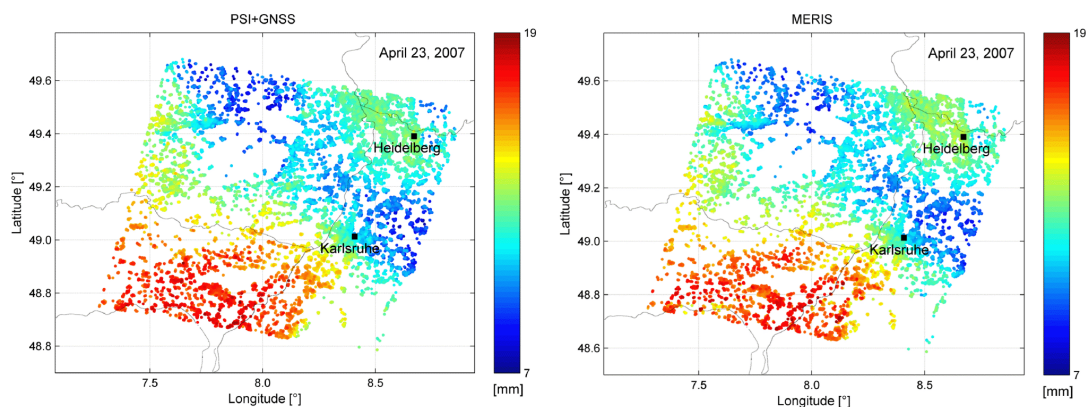 PSI+GNSS
April 23, 2007
19
49.6
49.4
49.2
49.0
48.8
48.8
Latitude [°]
Heidelberg
Karlsruhe
7.5
8.0
8.5
Longitude [°]
7
[mm]
MERIS
April 23, 2007
19
49.6
49.4
49.2
49.0
48.8
48.6
Latitude [°]
Heidelberg
Karlsruhe
7.5
8.0
8.5
Longitude [°]
7
[mm]